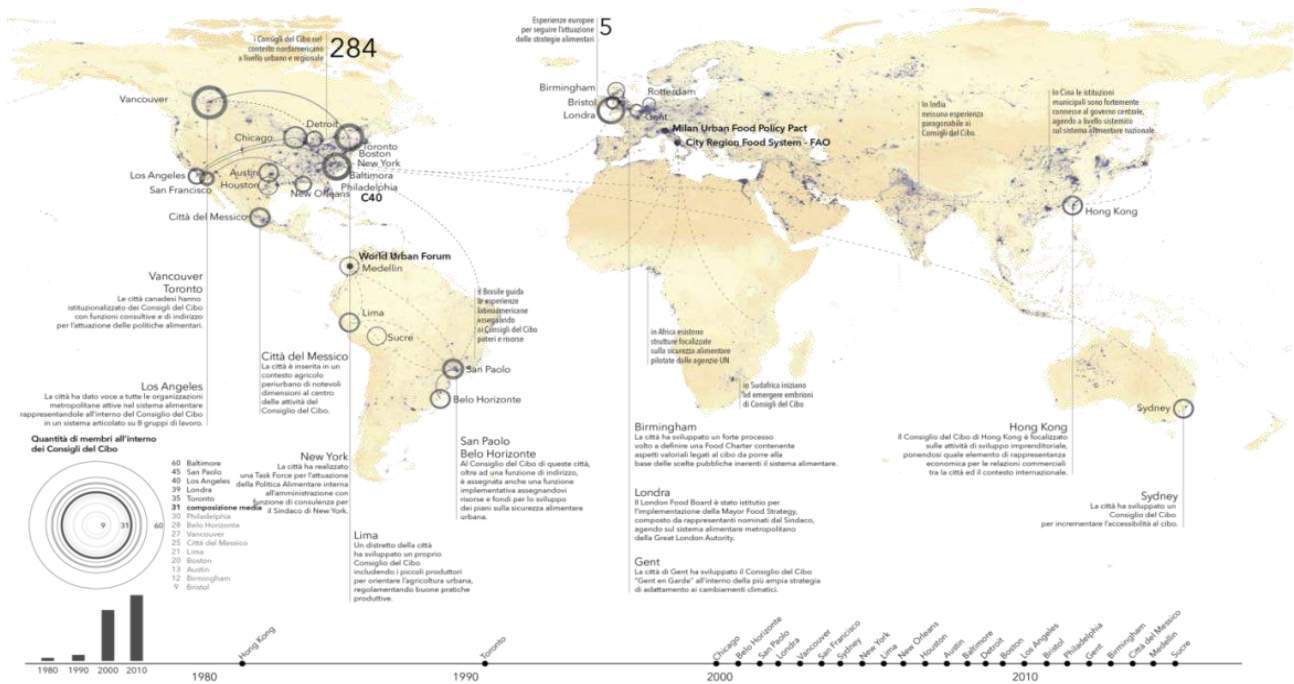 i Consigli del Cibo nel
contesto nordamericano
a livello urbano e regionale
284
Esperienze europee
per seguire l'attuazione
delle strategie alimentari
5
Vancouver
Chicago
Detroit
Toronto
Boston
New York
Baltimora
Philadelphia
C40
Los Angeles
San Francisco
Austin
Houston
New Orleans
Città del Messico
World Urban Forum
Medellin
Lima
Sucre
San Paolo
Belo Horizonte
Birmingham
Bristol
Londra
Rotterdam
Gent
Milan Urban Food Policy Pact
City Region Food System - FAO
Hong Kong
Sydney
In India
nessuna esperienza
paragonabile ai
Consigli del Cibo.
In Cina le istituzioni
municipali sono fortemente
connesse al governo centrale,
agendo a livello sistemico
sul sistema alimentare nazionale.
il Brasile guida
le esperienze
latinoamericane
assegnando
ai Consigli del Cibo
poteri e risorse
in Africa esistono
strutture focalizzate
sulla sicurezza alimentare
pilotate dalle agenzie UN
in Sudafrica iniziano
ad emergere embrioni
di Consigli del Cibo
Vancouver
Toronto
Le città canadesi hanno
istituzionalizzato dei Consigli del Cibo
con funzioni consultive e di indirizzo
per l'attuazione delle politiche alimentari.
Los Angeles
La città ha dato voce a tutte le organizzazioni
metropolitane attive nel sistema alimentare
rappresentandole all'interno del Consiglio del Cibo
in un sistema articolato su 8 gruppi di lavoro.
Città del Messico
La città è inserita in un
contesto agricolo
periurbano di notevoli
dimensioni al centro
delle attività del
Consiglio del Cibo.
New York
La città ha realizzato
una Task Force per l'attuazione
della Politica Alimentare interna
all'amministrazione con
funzione di consulenza per
il Sindaco di New York.
Lima
Un distretto della città
ha sviluppato un proprio
Consiglio del Cibo
includendo i piccoli produttori
per orientare l'agricoltura urbana,
regolamentando buone pratiche
produttive.
San Paolo
Belo Horizonte
Al Consiglio del Cibo di queste città,
oltre ad una funzione di indirizzo,
è assegnata anche una funzione
implementativa assegnandovi
risorse e fondi per lo sviluppo
dei piani sulla sicurezza alimentare
urbana.
Birmingham
La città ha sviluppato un forte processo
volto a definire una Food Charter contenente
aspetti valoriali legati al cibo da porre alla
base delle scelte pubbliche inerenti il sistema alimentare.
Londra
Il London Food Board è stato istitutio per
l'implementazione della Mayor Food Strategy,
composto da rappresentanti nominati dal Sindaco,
agendo sul sistema alimentare metropolitano
della Great London Autority.
Gent
La città di Gent ha sviluppato il Consiglio del Cibo
"Gent en Garde" all'interno della più ampia strategia
di adattamento ai cambiamenti climatici.
Hong Kong
Il Consiglio del Cibo di Hong Kong è focalizzato
sulle attività di sviluppo imprenditoriale,
ponendosi quale elemento di rappresentanza
economica per le relazioni commerciali
tra la città ed il contesto internazionale.
Sydney
La città ha sviluppato un
Consiglio del Cibo
per incrementare l'accessibilità al cibo.
Quantità di membri all'interno
dei Consigli del Cibo
9 31 60
60 Baltimore
45 San Paolo
40 Los Angeles
39 Londra
35 Toronto
31 composizione media
30 Philadelphia
28 Belo Horizonte
27 Vancouver
25 Città del Messico
21 Lima
20 Boston
13 Austin
12 Birmingham
9 Bristol
1980 1990 2000 2010
Hong Kong
Toronto
Chicago
Belo Horizonte
San Paolo
Londra
Vancouver
San Francisco
Sydney
New York
Lima
New Orleans
Houston
Austin
Baltimore
Detroit
Boston
Los Angeles
Bristol
Philadelphia
Gent
Birmingham
Città del Messico
Medellin
Sucre
1980 1990 2000 2010